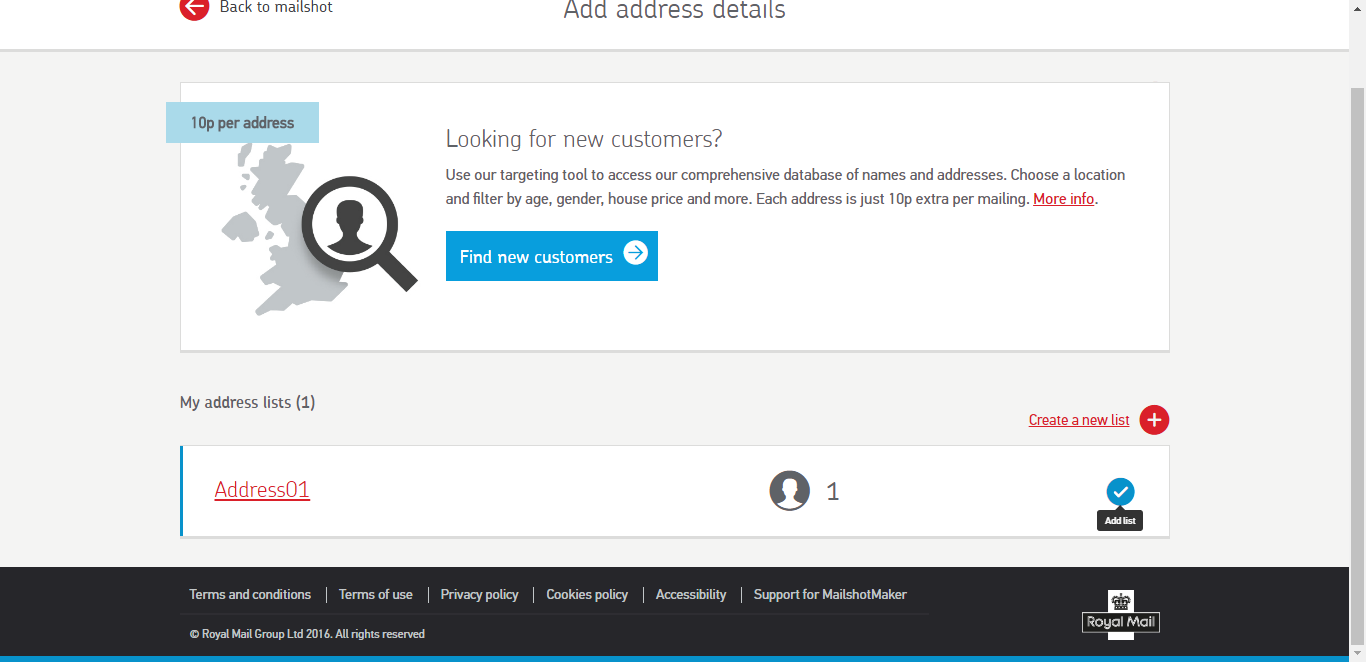 Back to mailshot
Add address details
10p per address
Looking for new customers?
Use our targeting tool to access our comprehensive database of names and addresses. Choose a location
and filter by age, gender, house price and more. Each address is just 10p extra per mailing. More info.
Find new customers
My address lists (1)
Create a new list
Address01
1
Add list
Terms and conditions
Terms of use
Privacy policy
Cookies policy
Accessibility
Support for MailshotMaker
© Royal Mail Group Ltd 2016. All rights reserved
Royal Mail